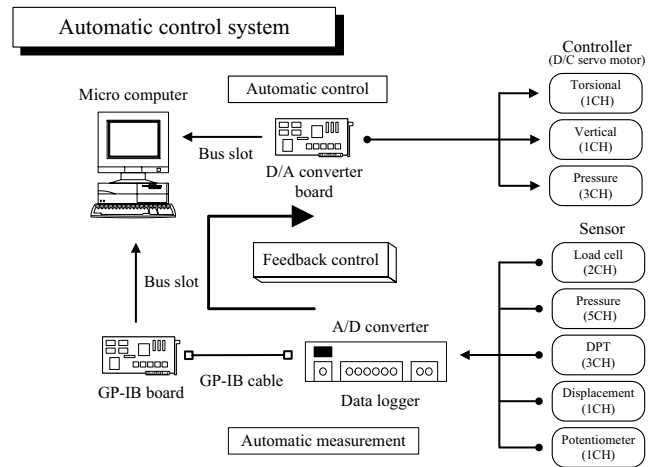 Automatic control system
Controller
(D/C servo motor)
Micro computer
Automatic control
Torsional
(1CH)
Vertical
(1CH)
Pressure
(3CH)
Bus slot
D/A converter
board
Sensor
Feedback control
Load cell
(2CH)
Bus slot
Pressure
(5CH)
A/D converter
DPT
(3CH)
GP-IB board
GP-IB cable
Data logger
Displacement
(1CH)
Automatic measurement
Potentiometer
(1CH)